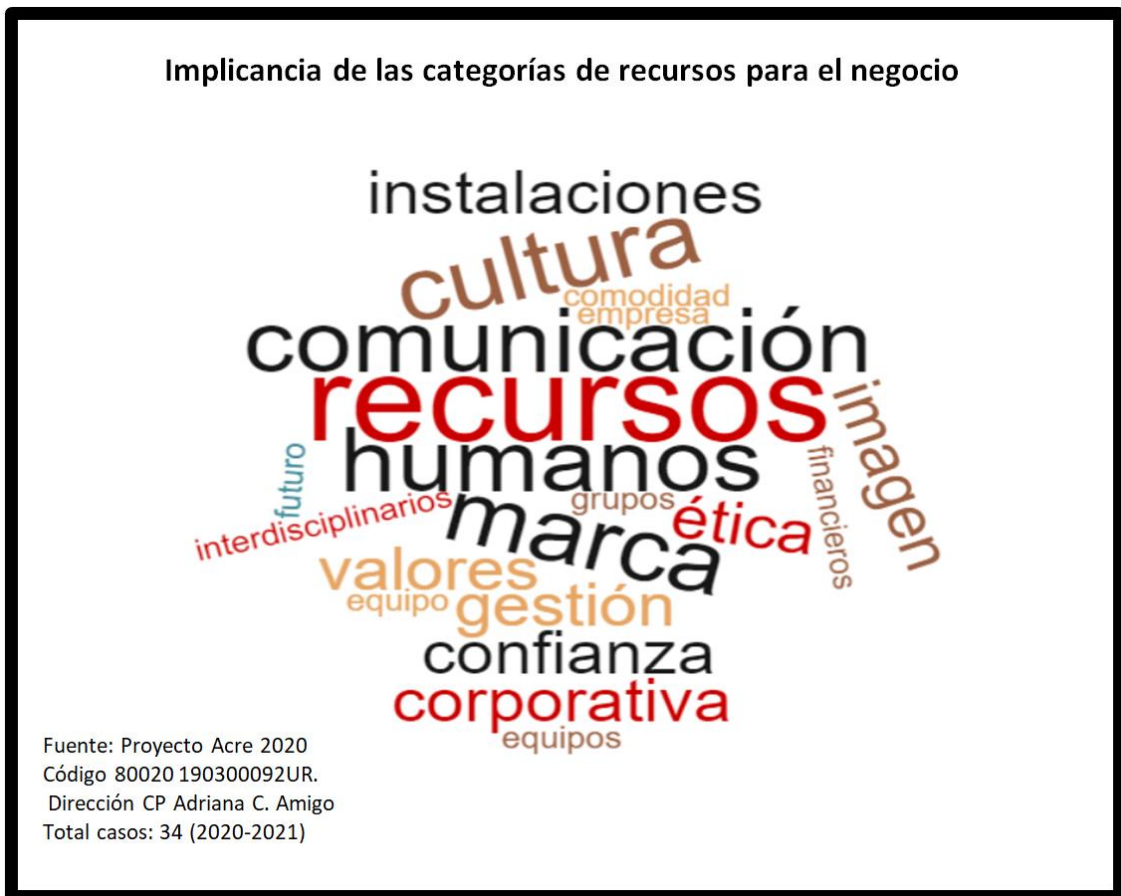 Implicancia de las categorías de recursos para el negocio
instalaciones
cultura
comodidad
empresa
comunicación
recursos
imagen
humanos
financieros
futuro
grupos
interdisciplinarios
marca
ética
valores
equipo
gestión
confianza
corporativa
equipos
Fuente: Proyecto Acre 2020
Código 80020 190300092UR.
Dirección CP Adriana C. Amigo
Total casos: 34 (2020-2021)